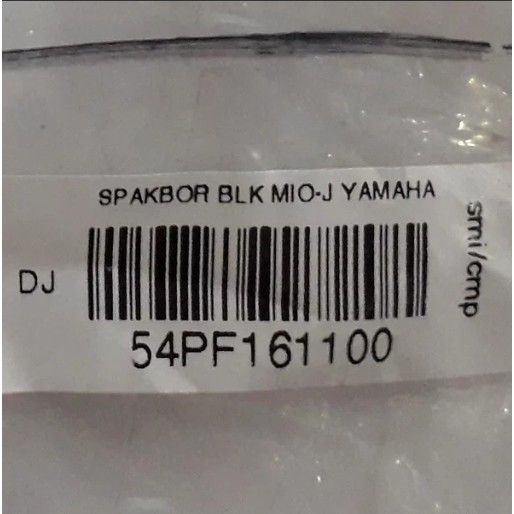 SPAKBOR BLK MIO-J YAMAHA
DJ
54PF161100
smi/cmp